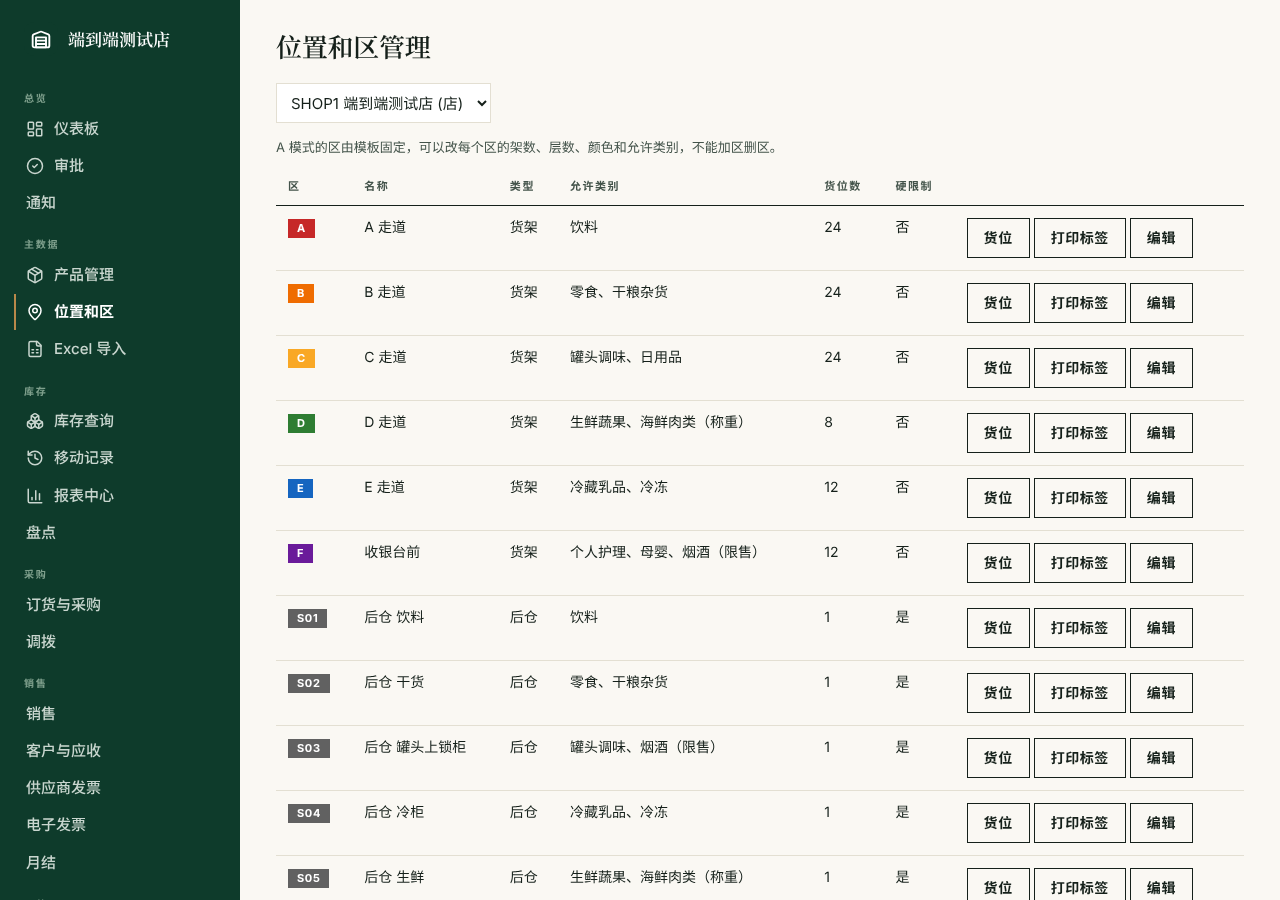 端到端测试店
总览
仪表板
审批
通知
主数据
产品管理
位置和区
Excel 导入
库存
库存查询
移动记录
报表中心
盘点
采购
订货与采购
调拨
销售
销售
客户与应收
供应商发票
电子发票
月结
位置和区管理
SHOP1 端到端测试店 (店)
A 模式的区由模板固定，可以改每个区的架数、层数、颜色和允许类别，不能加区删区。
区 名称 类型 允许类别 货位数 硬限制
A A 走道 货架 饮料 24 否 货位 打印标签 编辑
B B 走道 货架 零食、干粮杂货 24 否 货位 打印标签 编辑
C C 走道 货架 罐头调味、日用品 24 否 货位 打印标签 编辑
D D 走道 货架 生鲜蔬果、海鲜肉类（称重） 8 否 货位 打印标签 编辑
E E 走道 货架 冷藏乳品、冷冻 12 否 货位 打印标签 编辑
F 收银台前 货架 个人护理、母婴、烟酒（限售） 12 否 货位 打印标签 编辑
S01 后仓 饮料 后仓 饮料 1 是 货位 打印标签 编辑
S02 后仓 干货 后仓 零食、干粮杂货 1 是 货位 打印标签 编辑
S03 后仓 罐头上锁柜 后仓 罐头调味、烟酒（限售） 1 是 货位 打印标签 编辑
S04 后仓 冷柜 后仓 冷藏乳品、冷冻 1 是 货位 打印标签 编辑
S05 后仓 生鲜 后仓 生鲜蔬果、海鲜肉类（称重） 1 是 货位 打印标签 编辑